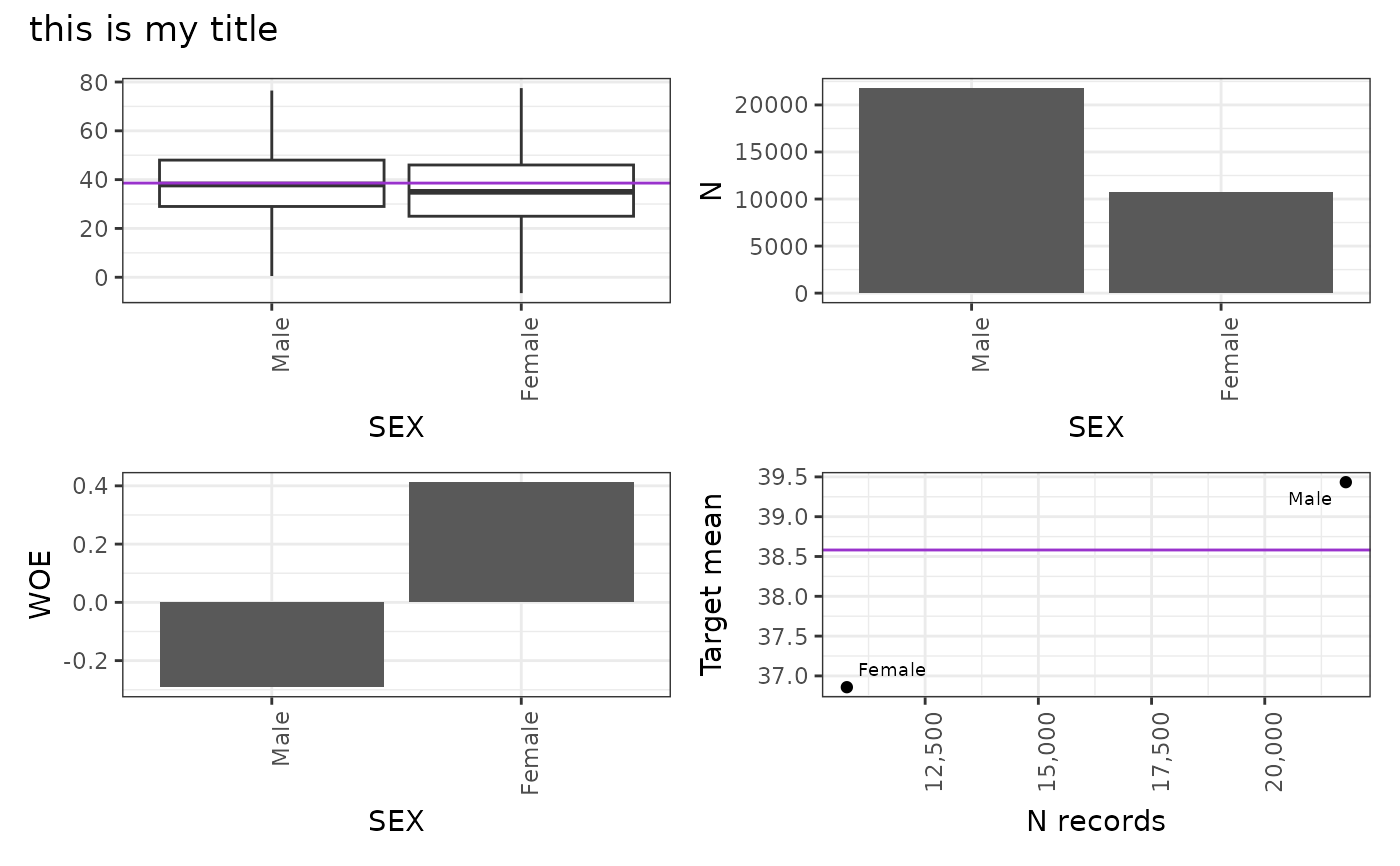 this is my title
80
60
40
20
0
Male
Female
SEX
N
20000
15000
10000
5000
0
Male
Female
SEX
WOE
0.4
0.2
0.0
-0.2
Male
Female
SEX
Target mean
39.5
39.0
38.5
38.0
37.5
37.0
Male
Female
12,500
15,000
17,500
20,000
N records